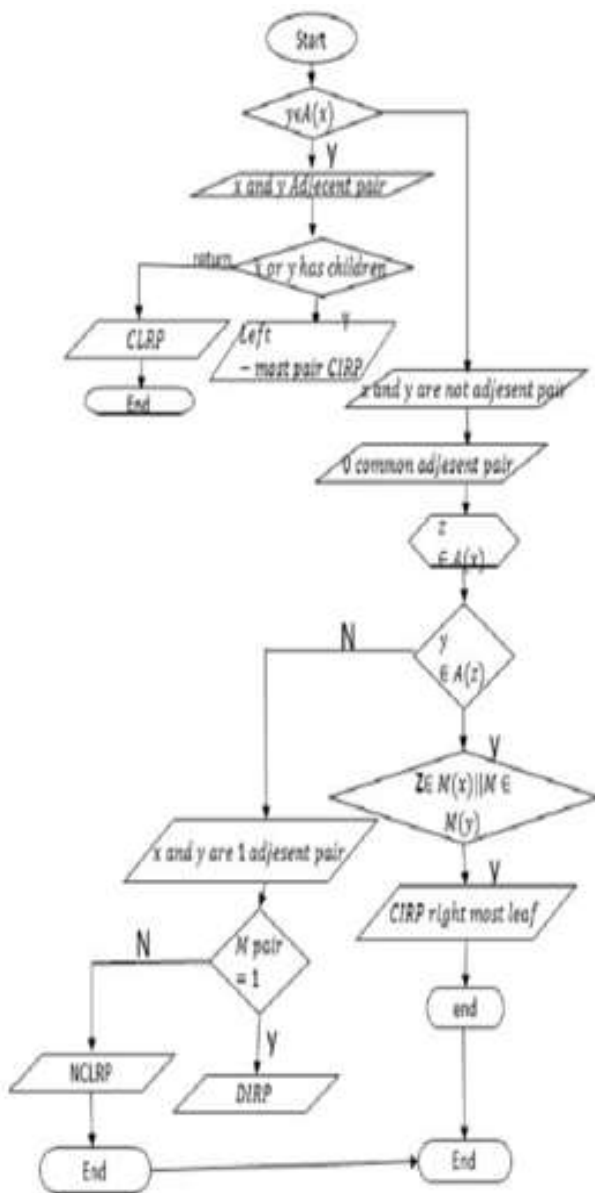 Start
y∈A(x)
y
x and y Adjecent pair
return
x or y has children
y
CLRP
Left
– most pair CIRP
End
x and y are not adjesent pair
0 common adjesent pair
z
∈ A(x)
N
y
∈ A(z)
y
Z∈ M(x)||M ∈
M(y)
x and y are 1 adjesent pair
y
CIRP right most leaf
N
M pair
= 1
end
y
NCLRP
DIRP
End
End